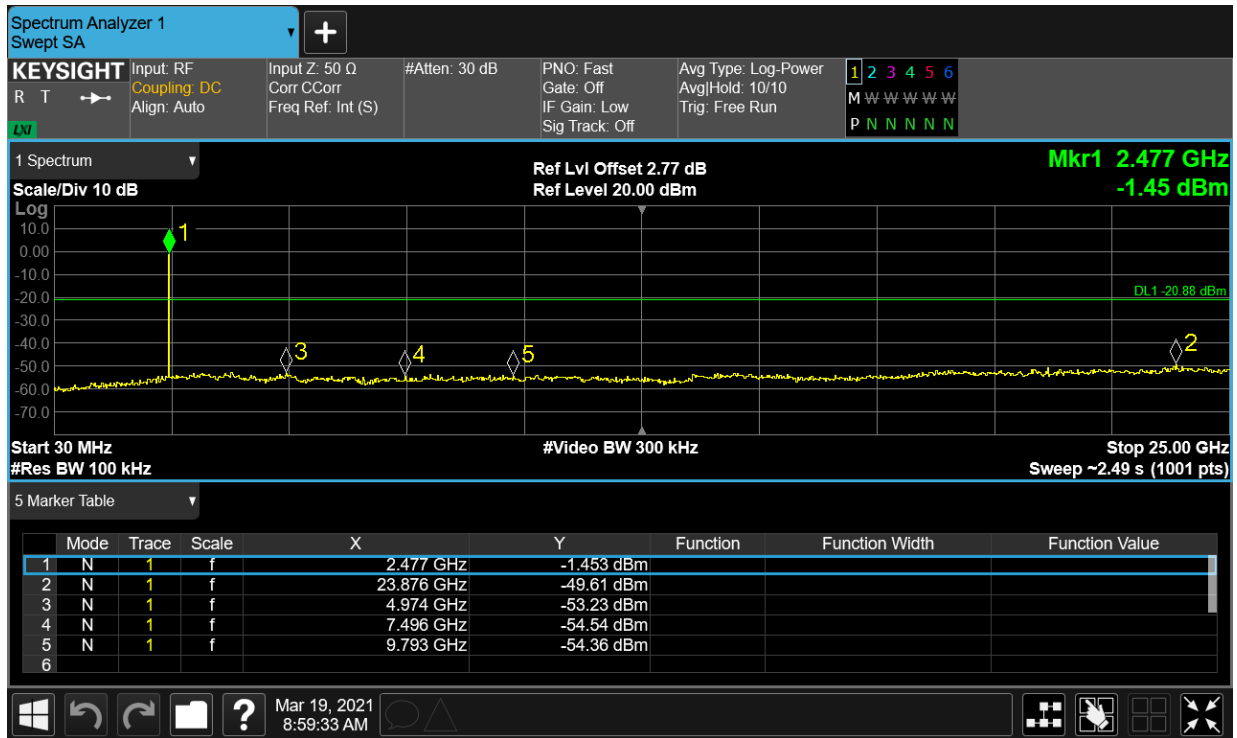 Spectrum Analyzer 1
Swept SA
+
KEYSIGHT
R T
LXI
Input: RF
Coupling: DC
Align: Auto
Input Z: 50 Ω
Corr CCorr
Freq Ref: Int (S)
#Atten: 30 dB
PNO: Fast
Gate: Off
IF Gain: Low
Sig Track: Off
Avg Type: Log-Power
Avg|Hold: 10/10
Trig: Free Run
1 2 3 4 5 6
M W W W W W
P N N N N N
1 Spectrum
Scale/Div 10 dB
Ref Lvl Offset 2.77 dB
Ref Level 20.00 dBm
Mkr1 2.477 GHz
-1.45 dBm
Log
10.0
0.00
-10.0
-20.0
-30.0
-40.0
-50.0
-60.0
-70.0
1
DL1 -20.88 dBm
3
4
5
2
Start 30 MHz
#Res BW 100 kHz
#Video BW 300 kHz
Stop 25.00 GHz
Sweep ~2.49 s (1001 pts)
5 Marker Table
Mode Trace Scale X Y Function Function Width Function Value
1 N 1 f 2.477 GHz -1.453 dBm
2 N 1 f 23.876 GHz -49.61 dBm
3 N 1 f 4.974 GHz -53.23 dBm
4 N 1 f 7.496 GHz -54.54 dBm
5 N 1 f 9.793 GHz -54.36 dBm
6
?
Mar 19, 2021
8:59:33 AM